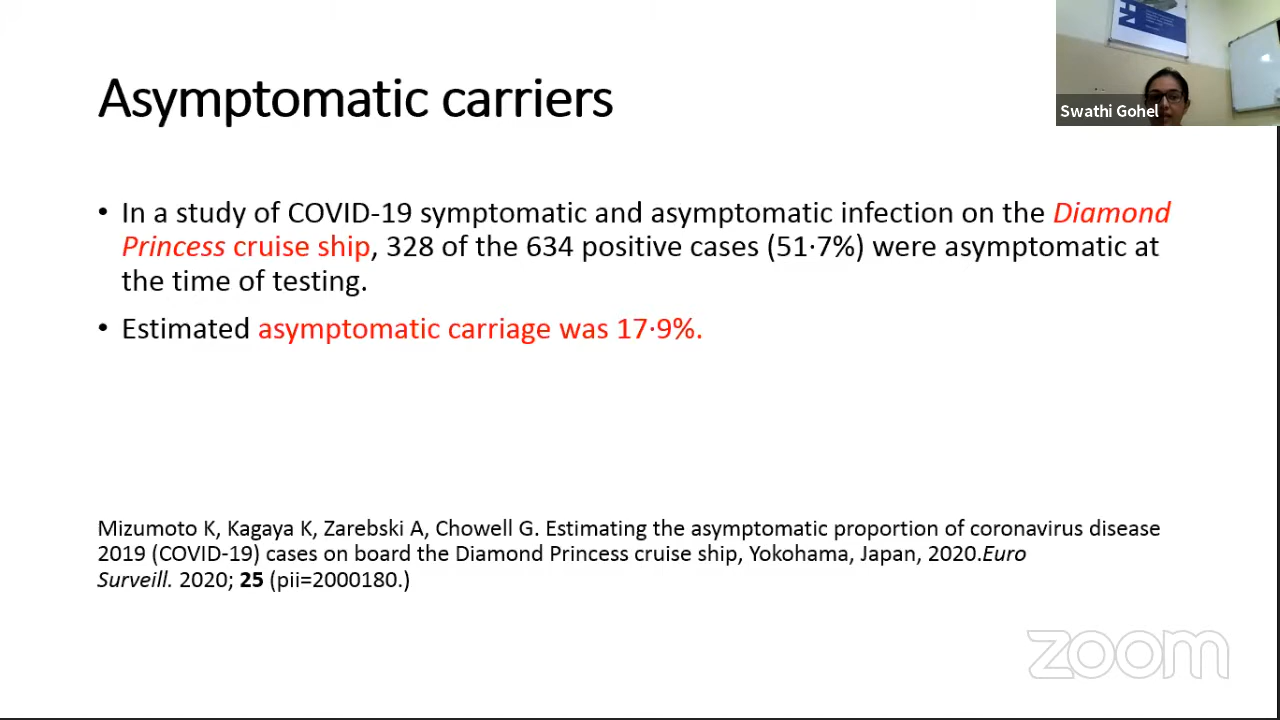 Asymptomatic carriers
Swathi Gohel
• In a study of COVID-19 symptomatic and asymptomatic infection on the Diamond
Princess cruise ship, 328 of the 634 positive cases (51·7%) were asymptomatic at
the time of testing.
• Estimated asymptomatic carriage was 17·9%.
Mizumoto K, Kagaya K, Zarebski A, Chowell G. Estimating the asymptomatic proportion of coronavirus disease
2019 (COVID-19) cases on board the Diamond Princess cruise ship, Yokohama, Japan, 2020.Euro
Surveill. 2020; 25 (pii=2000180.)
zoom